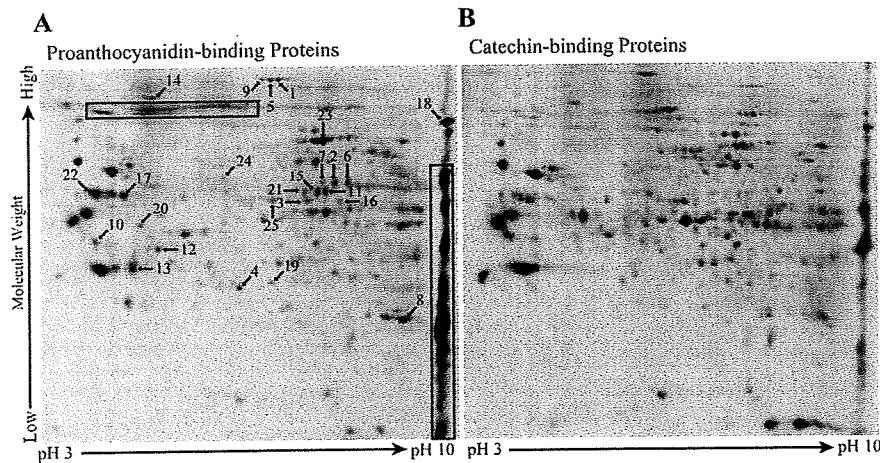 A
B
Proanthocyanidin-binding Proteins
Catechin-binding Proteins
High
Molecular Weight
Low
14
9
1
5
18
23
24
7 2 6
22
17
15
21
11
3
16
10
20
25
12
13
4
19
8
pH 3
pH 10
pH 3
pH 10